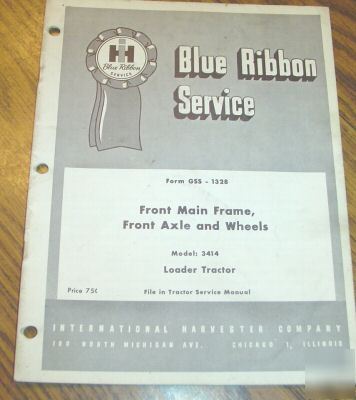 IH
Blue Ribbon
SERVICE
Blue Ribbon
Service
Form GSS - 1328
Front Main Frame,
Front Axle and Wheels
Model: 3414
Loader Tractor
Price 75¢
File in Tractor Service Manual
INTERNATIONAL HARVESTER COMPANY
180 NORTH MICHIGAN AVE. CHICAGO 1, ILLINOIS